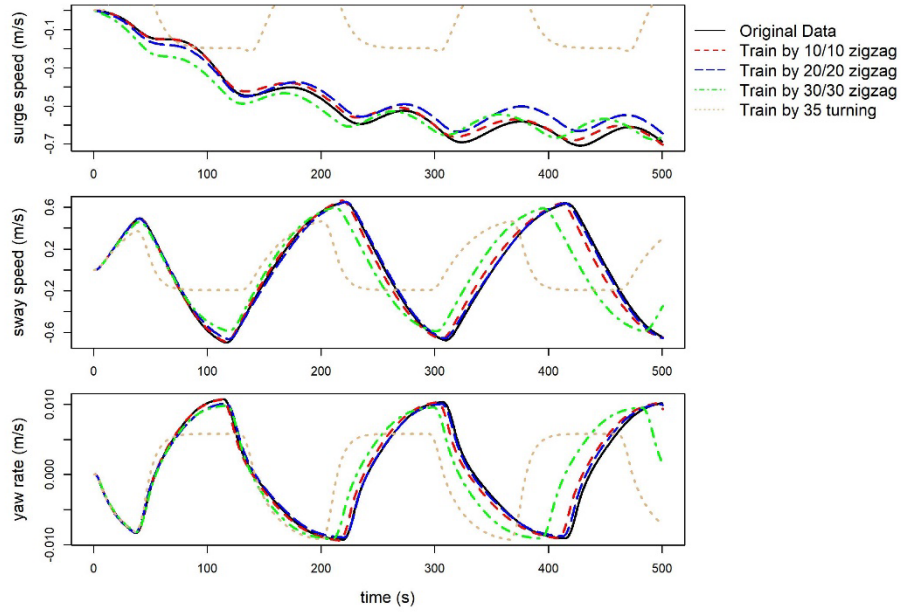 surge speed (m/s)
-0.1
-0.3
-0.5
-0.7
0 100 200 300 400 500
Original Data
Train by 10/10 zigzag
Train by 20/20 zigzag
Train by 30/30 zigzag
Train by 35 turning
sway speed (m/s)
0.6
0.2
-0.2
-0.6
0 100 200 300 400 500
yaw rate (m/s)
0.010
0.000
-0.010
0 100 200 300 400 500
time (s)